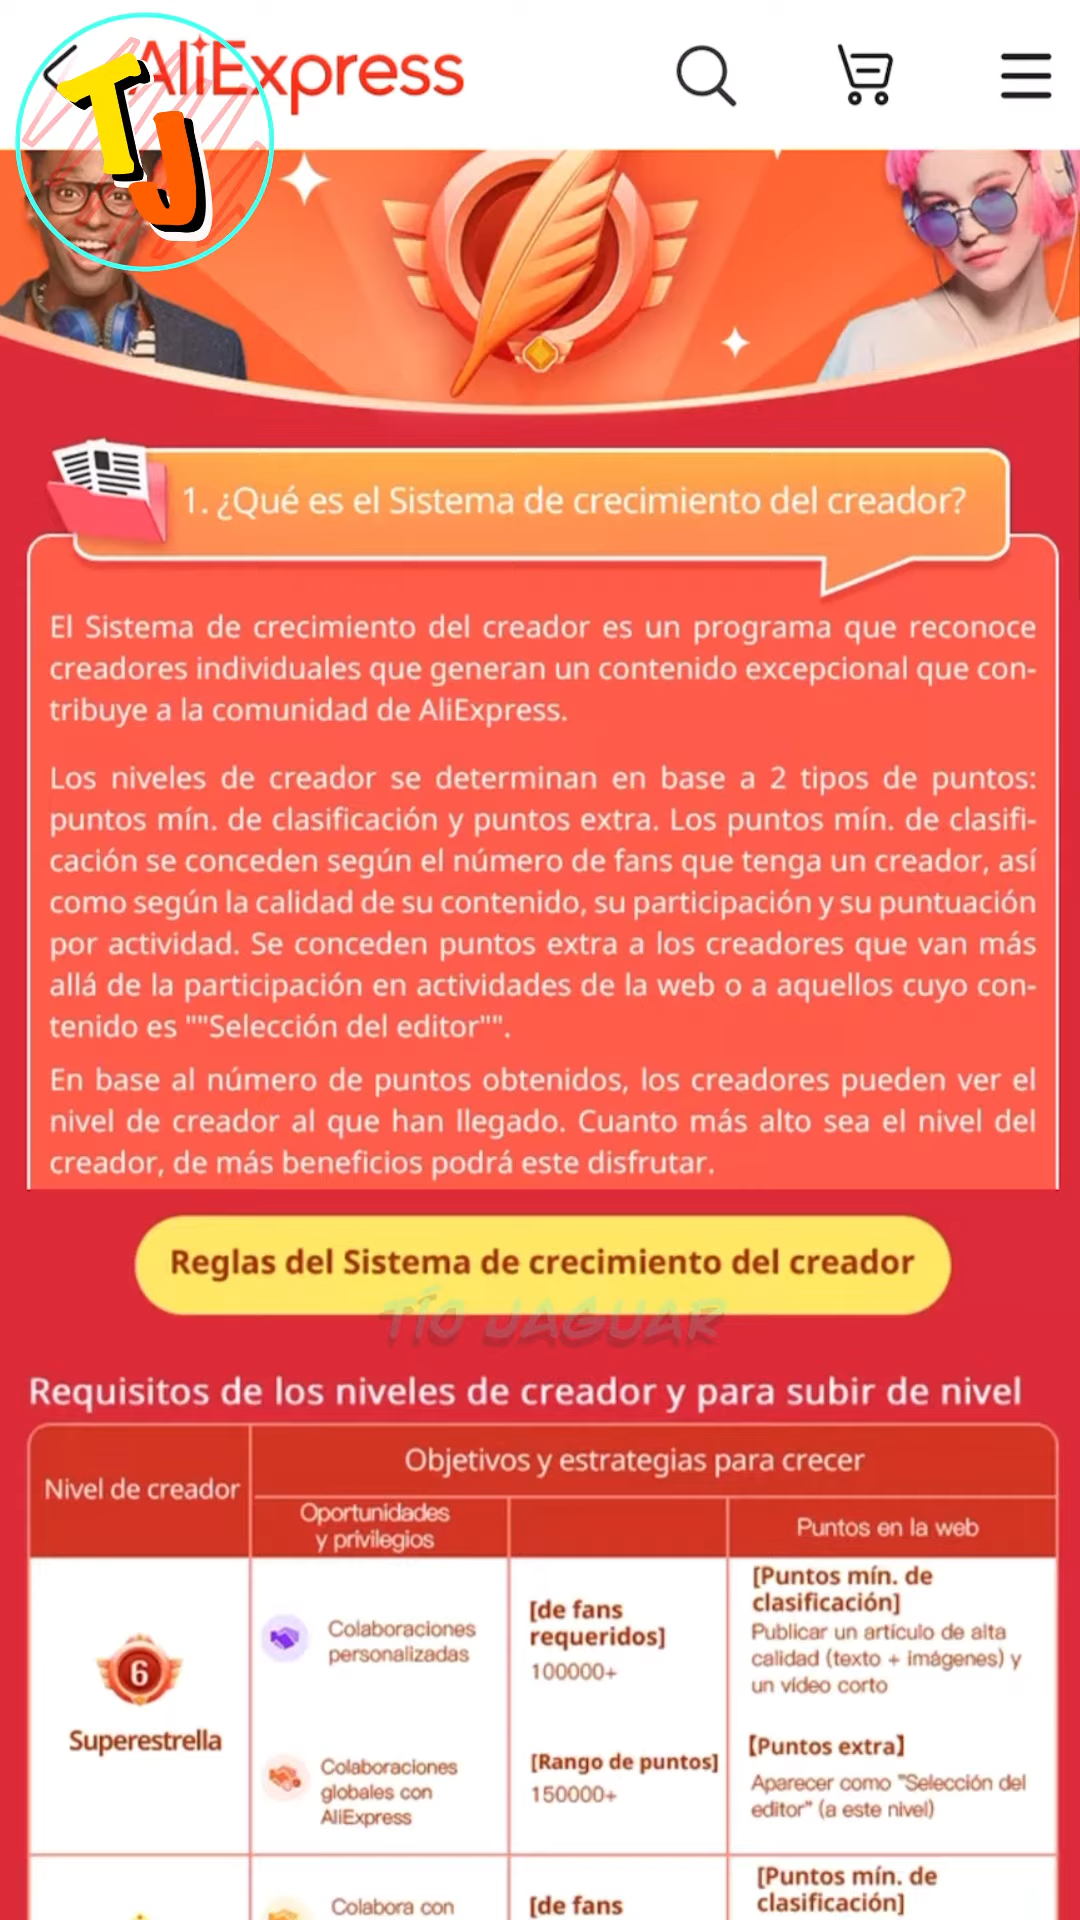 AliExpress
TJ
1. ¿Qué es el Sistema de crecimiento del creador?
El Sistema de crecimiento del creador es un programa que reconoce
creadores individuales que generan un contenido excepcional que con-
tribuye a la comunidad de AliExpress.
Los niveles de creador se determinan en base a 2 tipos de puntos:
puntos mín. de clasificación y puntos extra. Los puntos mín. de clasifi-
cación se conceden según el número de fans que tenga un creador, así
como según la calidad de su contenido, su participación y su puntuación
por actividad. Se conceden puntos extra a los creadores que van más
allá de la participación en actividades de la web o a aquellos cuyo con-
tenido es ""Selección del editor"".
En base al número de puntos obtenidos, los creadores pueden ver el
nivel de creador al que han llegado. Cuanto más alto sea el nivel del
creador, de más beneficios podrá este disfrutar.
Reglas del Sistema de crecimiento del creador
TÍO JAGUAR
Requisitos de los niveles de creador y para subir de nivel
Nivel de creador
Objetivos y estrategias para crecer
Oportunidades
y privilegios
Puntos en la web
6
Superestrella
Colaboraciones
personalizadas
Colaboraciones
globales con
AliExpress
[de fans
requeridos]
100000+
[Rango de puntos]
150000+
[Puntos mín. de
clasificación]
Publicar un artículo de alta
calidad (texto + imágenes) y
un vídeo corto
【Puntos extra】
Aparecer como "Selección del
editor" (a este nivel)
Colabora con
[de fans
[Puntos mín. de
clasificación]